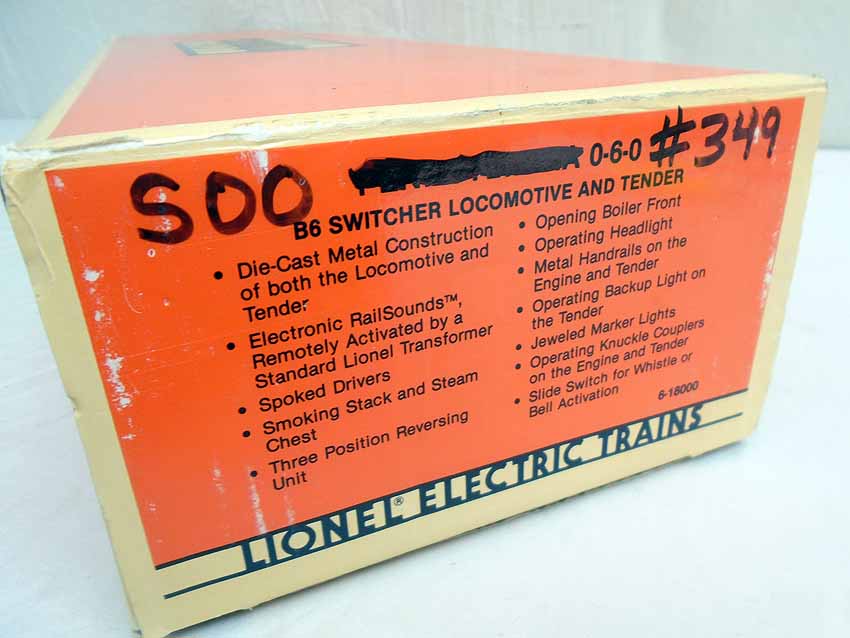 SOO 0-6-0 #349
B6 SWITCHER LOCOMOTIVE AND TENDER
• Die-Cast Metal Construction
of both the Locomotive and
Tender
• Electronic RailSounds™,
Remotely Activated by a
Standard Lionel Transformer
• Spoked Drivers
• Smoking Stack and Steam
Chest
• Three Position Reversing
Unit
• Opening Boiler Front
• Operating Headlight
• Metal Handrails on the
Engine and Tender
• Operating Backup Light on
the Tender
• Jeweled Marker Lights
• Operating Knuckle Couplers
on the Engine and Tender
• Slide Switch for Whistle or
Bell Activation
6-18000
LIONEL® ELECTRIC TRAINS